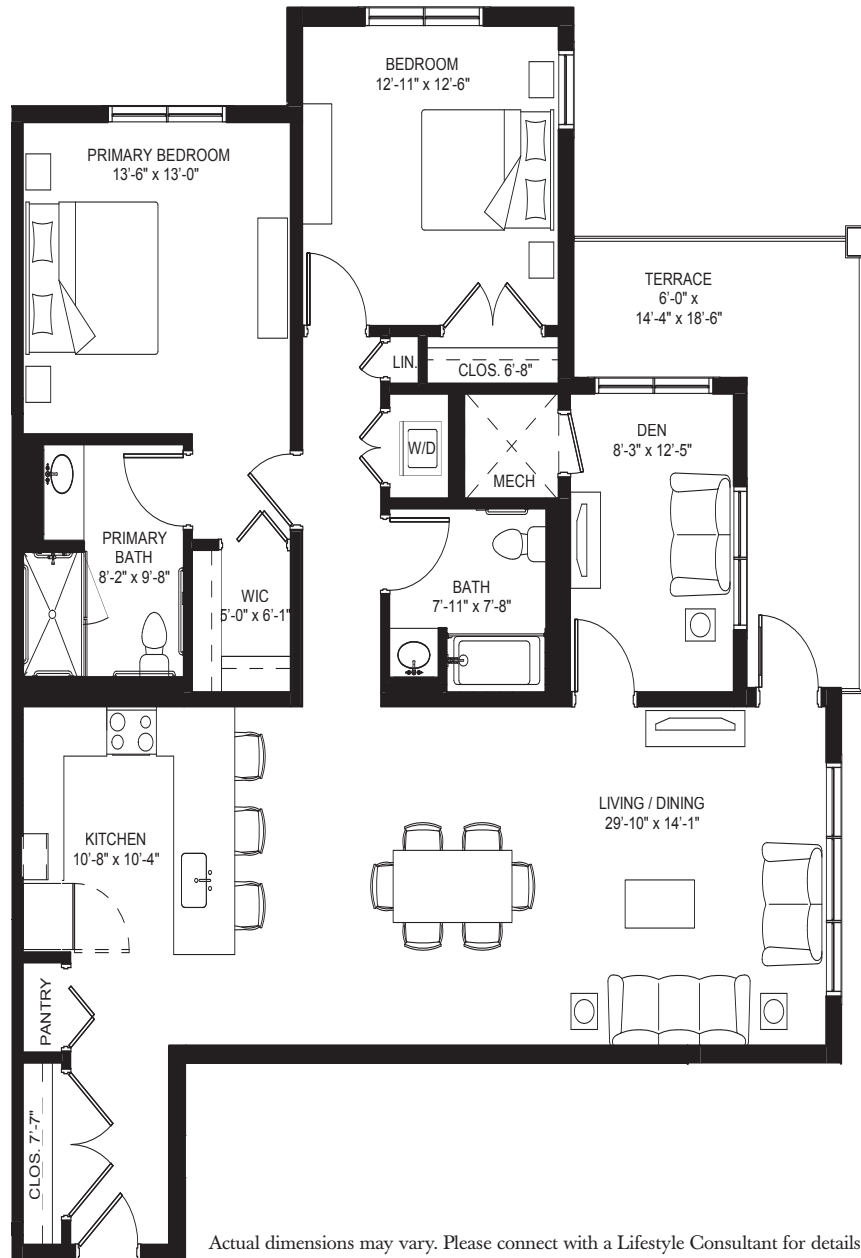 BEDROOM
12'-11" x 12'-6"
PRIMARY BEDROOM
13'-6" x 13'-0"
TERRACE
6'-0" x
14'-4" x 18'-6"
LIN.
CLOS. 6'-8"
W/D
MECH
DEN
8'-3" x 12'-5"
PRIMARY
BATH
8'-2" x 9'-8"
WIC
5'-0" x 6'-1"
BATH
7'-11" x 7'-8"
LIVING / DINING
29'-10" x 14'-1"
KITCHEN
10'-8" x 10'-4"
PANTRY
CLOS. 7'-7"
Actual dimensions may vary. Please connect with a Lifestyle Consultant for details